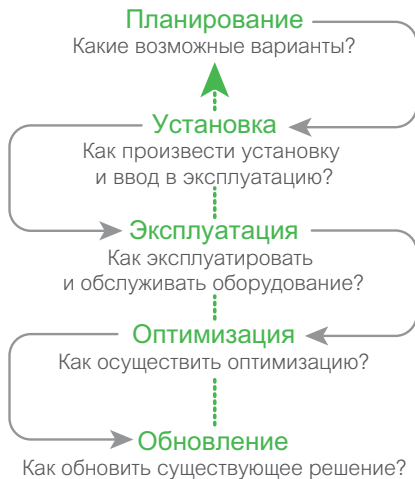 Планирование
Какие возможные варианты?
Установка
Как произвести установку
и ввод в эксплуатацию?
Эксплуатация
Как эксплуатировать
и обслуживать оборудование?
Оптимизация
Как осуществить оптимизацию?
Обновление
Как обновить существующее решение?